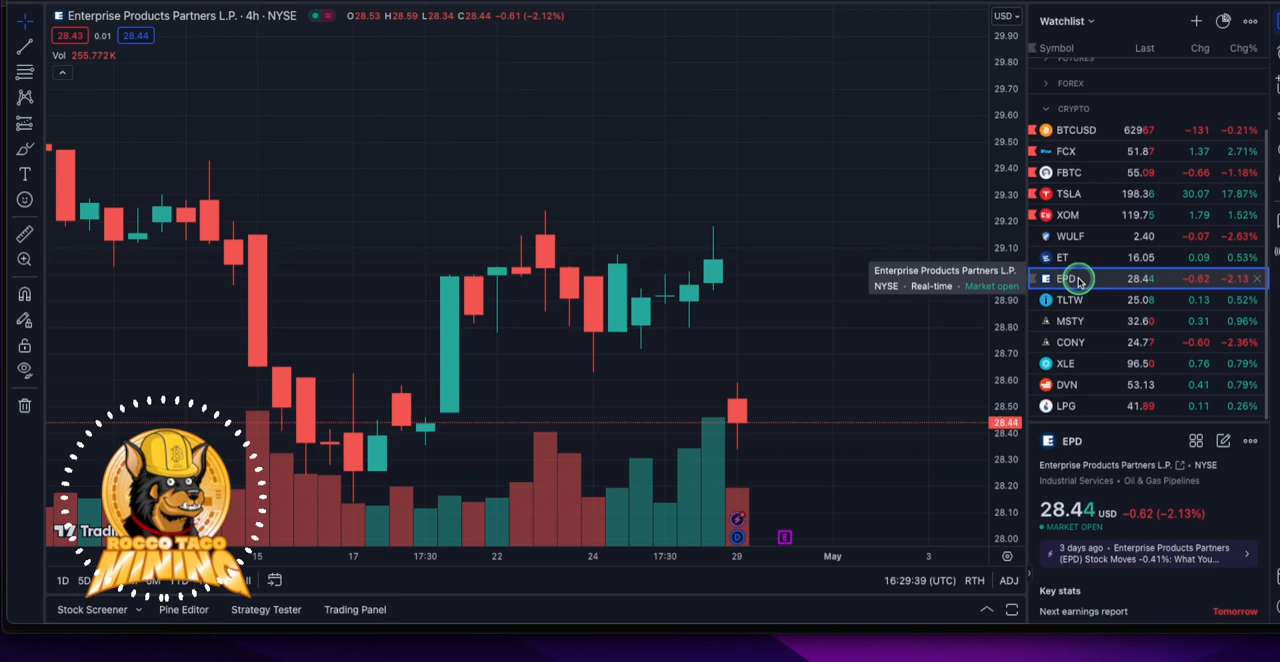 Enterprise Products Partners L.P. · 4h · NYSE O28.53 H28.59 L28.34 C28.44 −0.61 (−2.12%)
28.43 0.01 28.44
Vol 255.772K
USD
29.90
29.80
29.70
29.60
29.50
29.40
29.30
29.20
29.10
28.90
28.80
28.70
28.60
28.50
28.44
28.40
28.30
28.20
28.10
28.00
Enterprise Products Partners L.P.
NYSE • Real-time • Market open
D
E
15 17 17:30 22 24 17:30 29 May 3
1D 5D
16:29:39 (UTC) RTH ADJ
Stock Screener Pine Editor Strategy Tester Trading Panel
ROCCO TACO
MINING
Watchlist
Symbol Last Chg Chg%
FUTURES
FOREX
CRYPTO
BTCUSD 62967 −131 −0.21%
FCX 51.87 1.37 2.71%
FBTC 55.09 −0.66 −1.18%
TSLA 198.36 30.07 17.87%
XOM 119.75 1.79 1.52%
WULF 2.40 −0.07 −2.63%
ET 16.05 0.09 0.53%
EPD 28.44 −0.62 −2.13
TLTW 25.08 0.13 0.52%
MSTY 32.60 0.31 0.96%
CONY 24.77 −0.60 −2.36%
XLE 96.50 0.76 0.79%
DVN 53.13 0.41 0.79%
LPG 41.89 0.11 0.26%
EPD
Enterprise Products Partners L.P. • NYSE
Industrial Services • Oil & Gas Pipelines
28.44 USD −0.62 (−2.13%)
MARKET OPEN
3 days ago • Enterprise Products Partners
(EPD) Stock Moves -0.41%: What You...
Key stats
Next earnings report Tomorrow